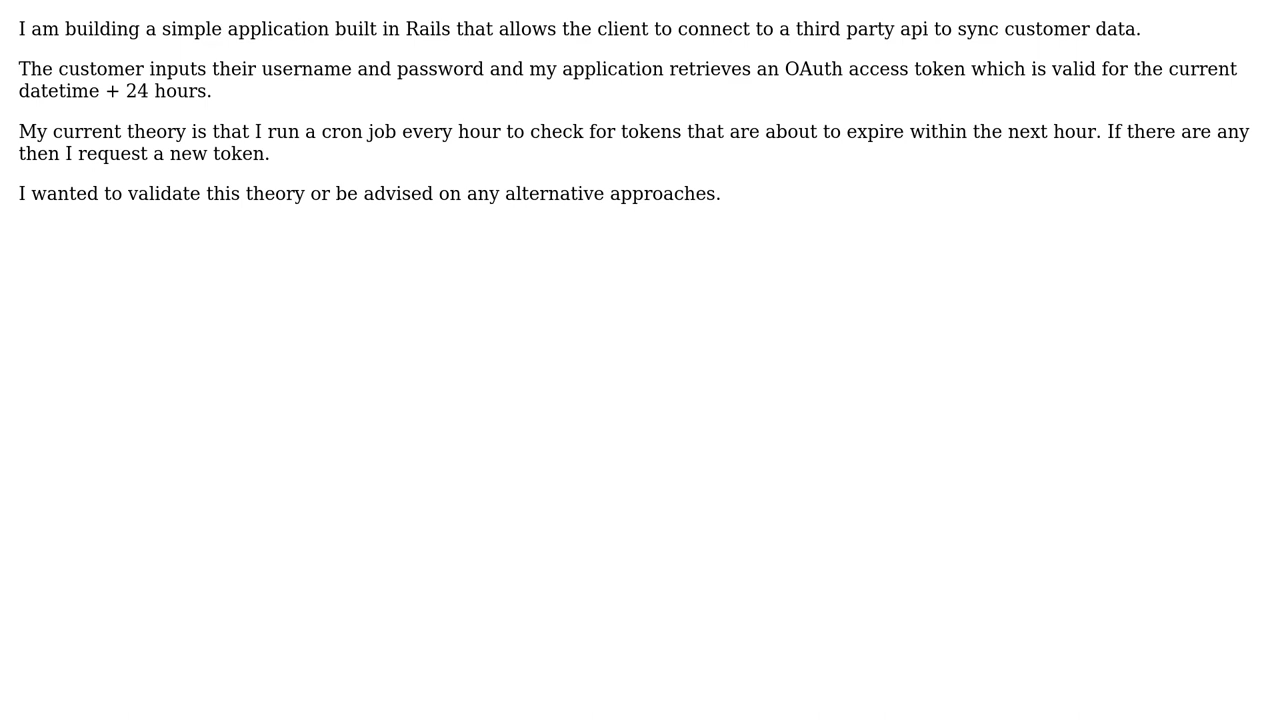 I am building a simple application built in Rails that allows the client to connect to a third party api to sync customer data.
The customer inputs their username and password and my application retrieves an OAuth access token which is valid for the current
datetime + 24 hours.
My current theory is that I run a cron job every hour to check for tokens that are about to expire within the next hour. If there are any
then I request a new token.
I wanted to validate this theory or be advised on any alternative approaches.